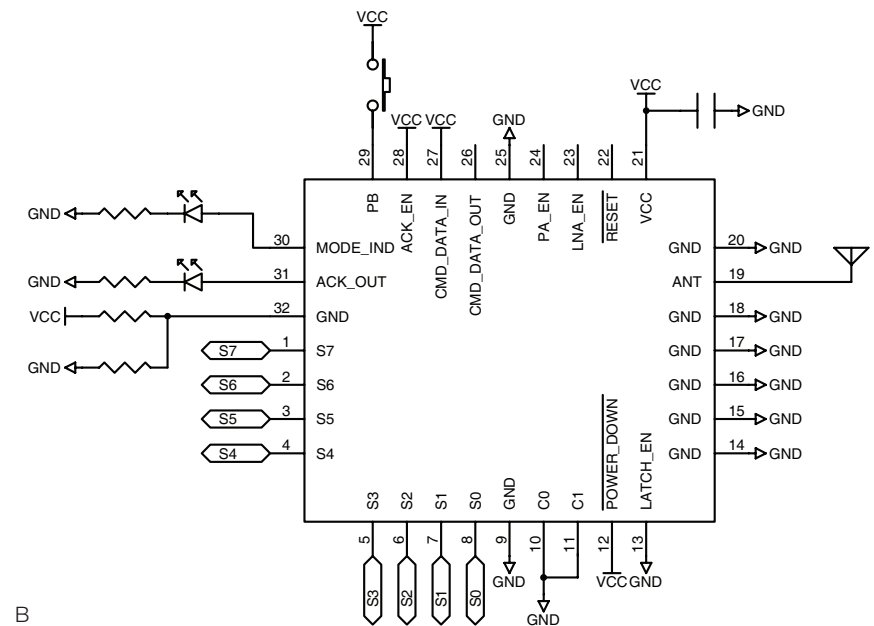 VCC
VCC VCC
GND
VCC
GND
29 28 27 26 25 24 23 22 21
PB ACK_EN CMD_DATA_IN CMD_DATA_OUT GND PA_EN LNA_EN RESET VCC
GND 30 MODE_IND
GND 20 GND
GND 31 ACK_OUT
ANT 19
VCC 32 GND
GND 18 GND
S7 1 S7
GND 17 GND
GND
S6 2 S6
GND 16 GND
S5 3 S5
GND 15 GND
S4 4 S4
GND 14 GND
S3 S2 S1 S0 GND C0 C1 POWER_DOWN LATCH_EN
5 6 7 8 9 10 11 12 13
S3 S2 S1 S0
GND
VCC GND
GND
B